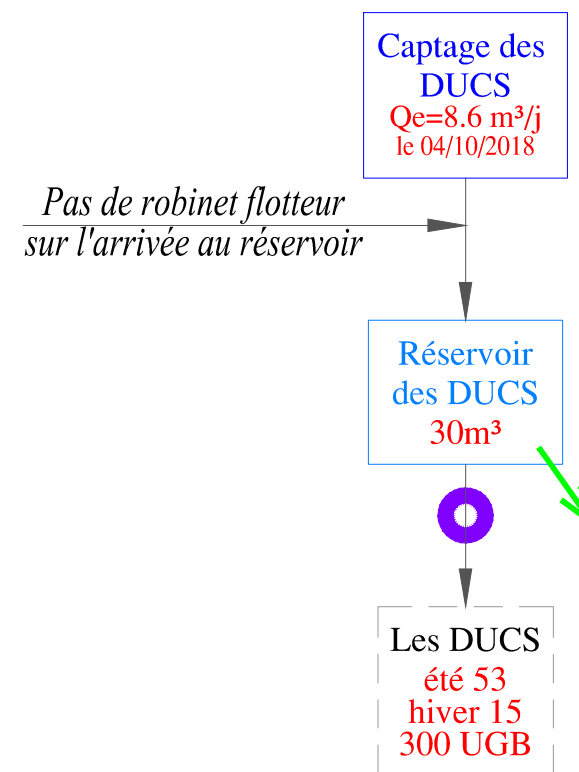 Captage des
DUCS
Qe=8.6 m³/j
le 04/10/2018
Pas de robinet flotteur
sur l'arrivée au réservoir
Réservoir
des DUCS
30m³
Les DUCS
été 53
hiver 15
300 UGB